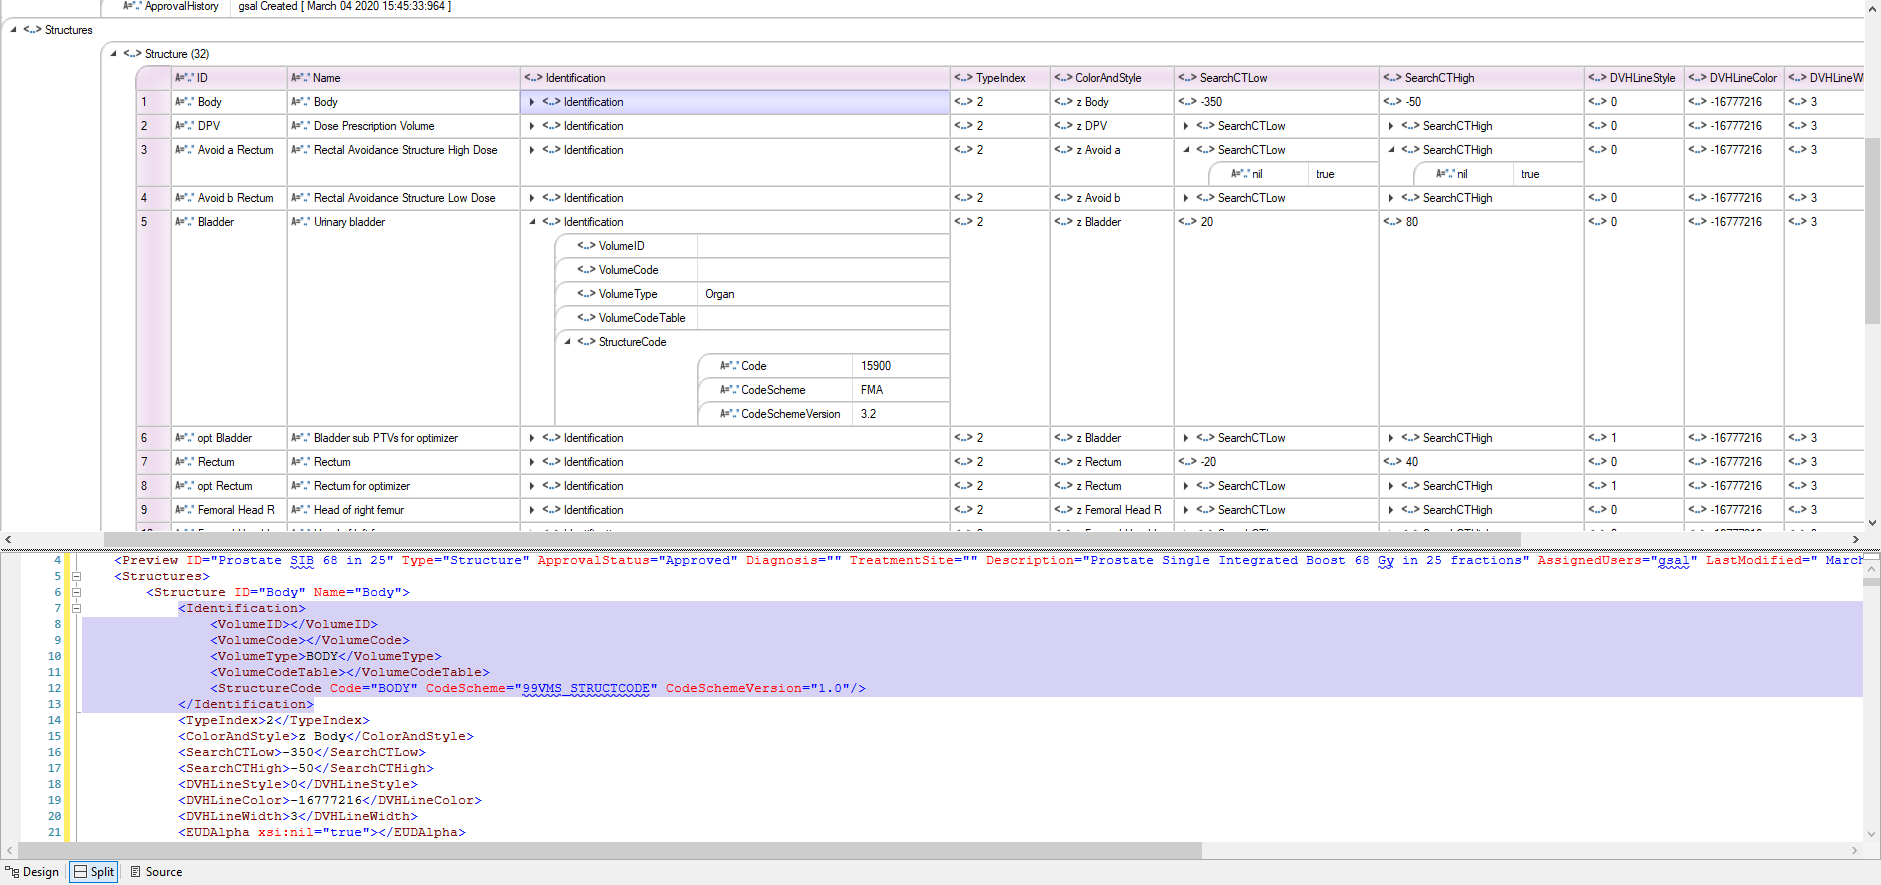 A=".." ApprovalHistory gsal Created [ March 04 2020 15:45:33:964 ]
<..> Structures
<..> Structure (32)
A=".." ID A=".." Name <..> Identification <..> TypeIndex <..> ColorAndStyle <..> SearchCTLow <..> SearchCTHigh <..> DVHLineStyle <..> DVHLineColor <..> DVHLineW
1 A=".." Body A=".." Body <..> Identification <..> 2 <..> z Body <..> -350 <..> -50 <..> 0 <..> -16777216 <..> 3
2 A=".." DPV A=".." Dose Prescription Volume <..> Identification <..> 2 <..> z DPV <..> SearchCTLow <..> SearchCTHigh <..> 0 <..> -16777216 <..> 3
3 A=".." Avoid a Rectum A=".." Rectal Avoidance Structure High Dose <..> Identification <..> 2 <..> z Avoid a <..> SearchCTLow <..> SearchCTHigh <..> 0 <..> -16777216 <..> 3
A=".." nil true A=".." nil true
4 A=".." Avoid b Rectum A=".." Rectal Avoidance Structure Low Dose <..> Identification <..> 2 <..> z Avoid b <..> SearchCTLow <..> SearchCTHigh <..> 0 <..> -16777216 <..> 3
5 A=".." Bladder A=".." Urinary bladder <..> Identification <..> 2 <..> z Bladder <..> 20 <..> 80 <..> 0 <..> -16777216 <..> 3
<..> VolumeID
<..> VolumeCode
<..> VolumeType Organ
<..> VolumeCodeTable
<..> StructureCode
A=".." Code 15900
A=".." CodeScheme FMA
A=".." CodeSchemeVersion 3.2
6 A=".." opt Bladder A=".." Bladder sub PTVs for optimizer <..> Identification <..> 2 <..> z Bladder <..> SearchCTLow <..> SearchCTHigh <..> 1 <..> -16777216 <..> 3
7 A=".." Rectum A=".." Rectum <..> Identification <..> 2 <..> z Rectum <..> -20 <..> 40 <..> 0 <..> -16777216 <..> 3
8 A=".." opt Rectum A=".." Rectum for optimizer <..> Identification <..> 2 <..> z Rectum <..> SearchCTLow <..> SearchCTHigh <..> 1 <..> -16777216 <..> 3
9 A=".." Femoral Head R A=".." Head of right femur <..> Identification <..> 2 <..> z Femoral Head R <..> SearchCTLow <..> SearchCTHigh <..> 0 <..> -16777216 <..> 3
4 <Preview ID="Prostate SIB 68 in 25" Type="Structure" ApprovalStatus="Approved" Diagnosis="" TreatmentSite="" Description="Prostate Single Integrated Boost 68 Gy in 25 fractions" AssignedUsers="gsal" LastModified=" March
5 <Structures>
6 <Structure ID="Body" Name="Body">
7 <Identification>
8 <VolumeID></VolumeID>
9 <VolumeCode></VolumeCode>
10 <VolumeType>BODY</VolumeType>
11 <VolumeCodeTable></VolumeCodeTable>
12 <StructureCode Code="BODY" CodeScheme="99VMS_STRUCTCODE" CodeSchemeVersion="1.0"/>
13 </Identification>
14 <TypeIndex>2</TypeIndex>
15 <ColorAndStyle>z Body</ColorAndStyle>
16 <SearchCTLow>-350</SearchCTLow>
17 <SearchCTHigh>-50</SearchCTHigh>
18 <DVHLineStyle>0</DVHLineStyle>
19 <DVHLineColor>-16777216</DVHLineColor>
20 <DVHLineWidth>3</DVHLineWidth>
21 <EUDAlpha xsi:nil="true"></EUDAlpha>
Design Split Source